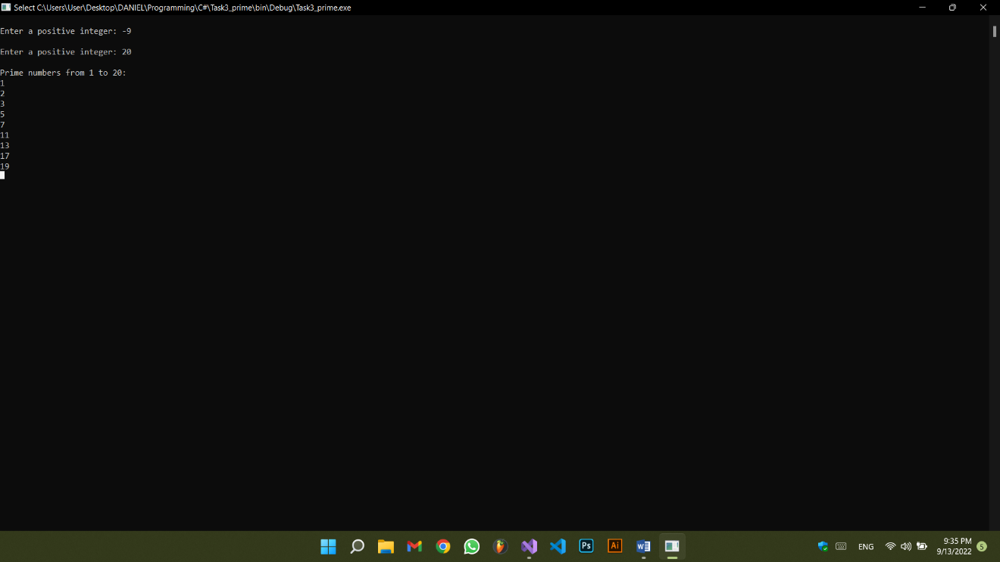 Select C:\Users\User\Desktop\DANIEL\Programming\C#\Task3_prime\bin\Debug\Task3_prime.exe
Enter a positive integer: -9
Enter a positive integer: 20
Prime numbers from 1 to 20:
1
2
3
5
7
11
13
17
19
Ps
Ai
W
ENG
9:35 PM
9/13/2022
5